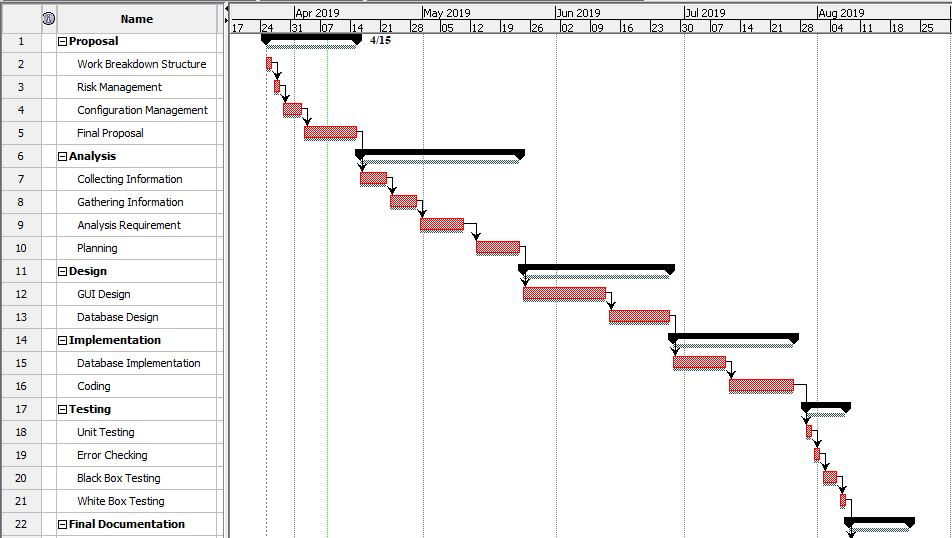 Name
Apr 2019 May 2019 Jun 2019 Jul 2019 Aug 2019
17 24 31 07 14 21 28 05 12 19 26 02 09 16 23 30 07 14 21 28 04 11 18 25
1 Proposal 4/15
2 Work Breakdown Structure
3 Risk Management
4 Configuration Management
5 Final Proposal
6 Analysis
7 Collecting Information
8 Gathering Information
9 Analysis Requirement
10 Planning
11 Design
12 GUI Design
13 Database Design
14 Implementation
15 Database Implementation
16 Coding
17 Testing
18 Unit Testing
19 Error Checking
20 Black Box Testing
21 White Box Testing
22 Final Documentation